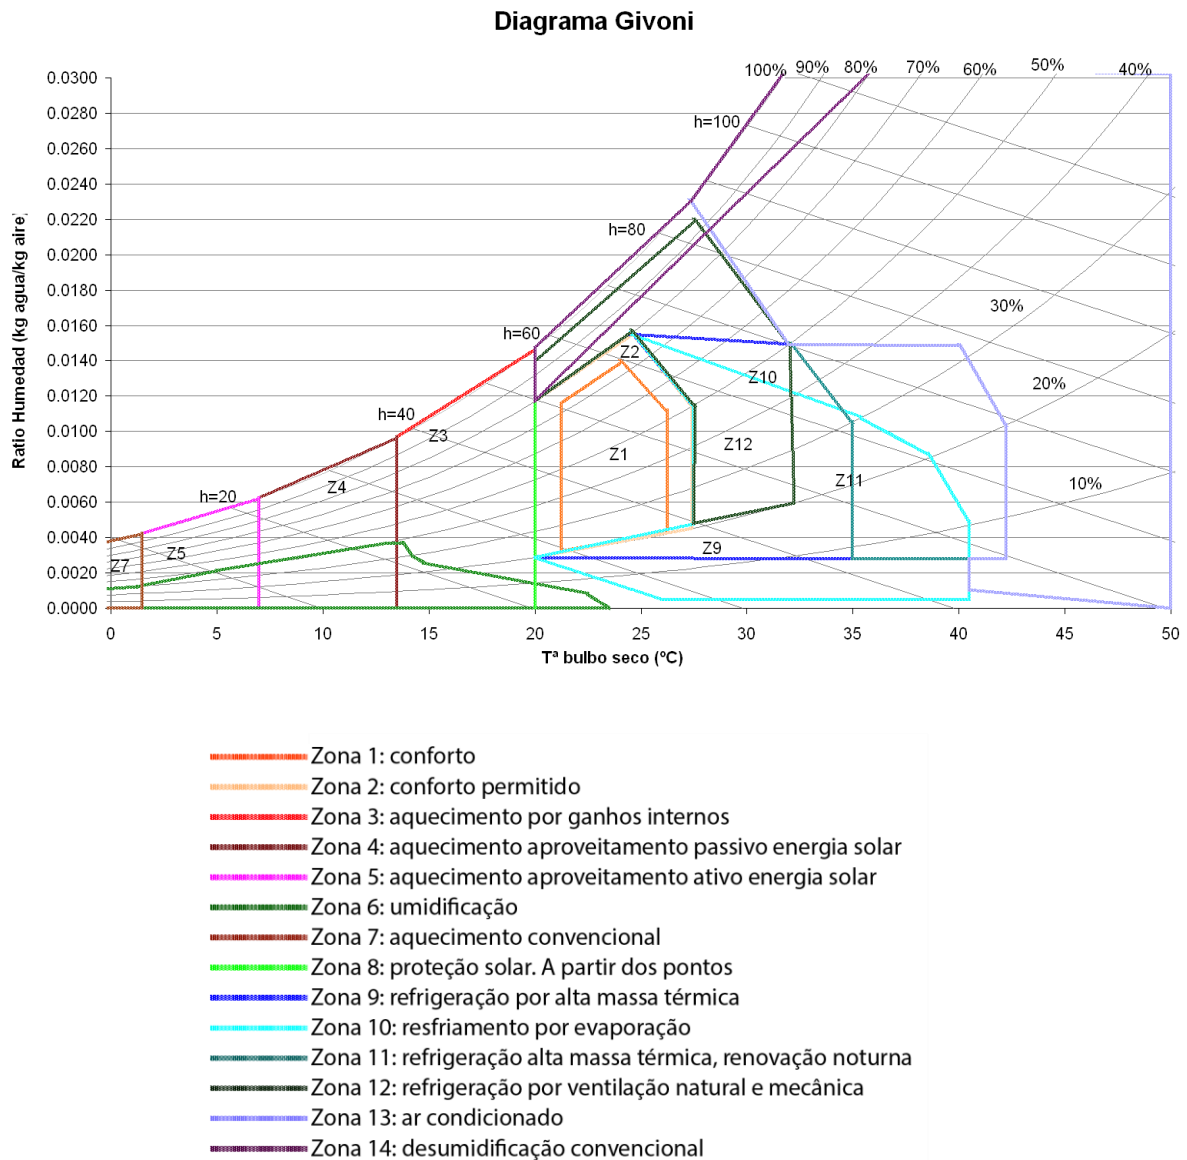 Diagrama Givoni
100% 90% 80% 70% 60% 50% 40%
0.0300
0.0280
h=100
0.0260
0.0240
0.0220
h=80
0.0200
0.0180
30%
0.0160
h=60
0.0140
Z2
Z10
20%
0.0120
h=40
0.0100
Z3
Z12
Z1
0.0080
Z4
Z11
10%
0.0060
h=20
0.0040
Z5
Z9
Z7
0.0020
0.0000
Ratio Humedad (kg agua/kg aire)
0 5 10 15 20 25 30 35 40 45 50
Tª bulbo seco (ºC)
Zona 1: conforto
Zona 2: conforto permitido
Zona 3: aquecimento por ganhos internos
Zona 4: aquecimento aproveitamento passivo energia solar
Zona 5: aquecimento aproveitamento ativo energia solar
Zona 6: umidificação
Zona 7: aquecimento convencional
Zona 8: proteção solar. A partir dos pontos
Zona 9: refrigeração por alta massa térmica
Zona 10: resfriamento por evaporação
Zona 11: refrigeração alta massa térmica, renovação noturna
Zona 12: refrigeração por ventilação natural e mecânica
Zona 13: ar condicionado
Zona 14: desumidificação convencional